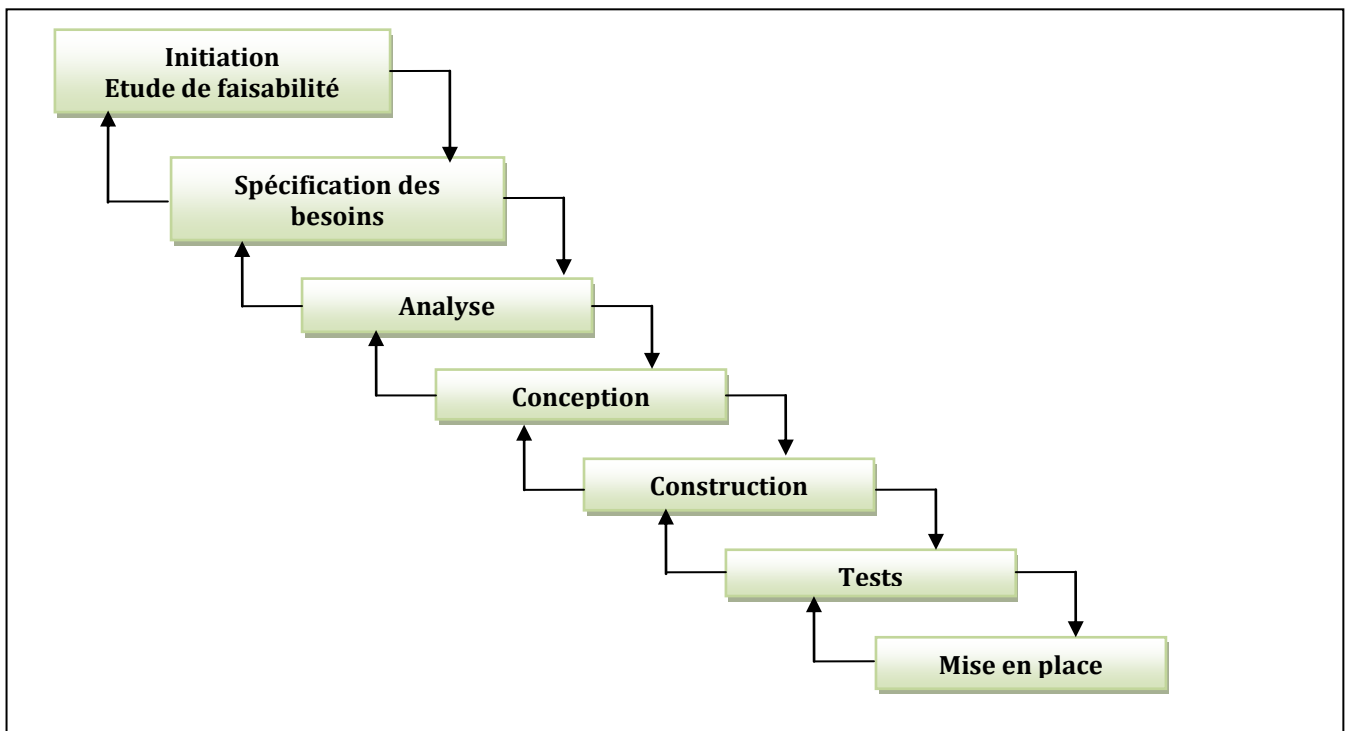 Initiation
Etude de faisabilité
Spécification des
besoins
Analyse
Conception
Construction
Tests
Mise en place